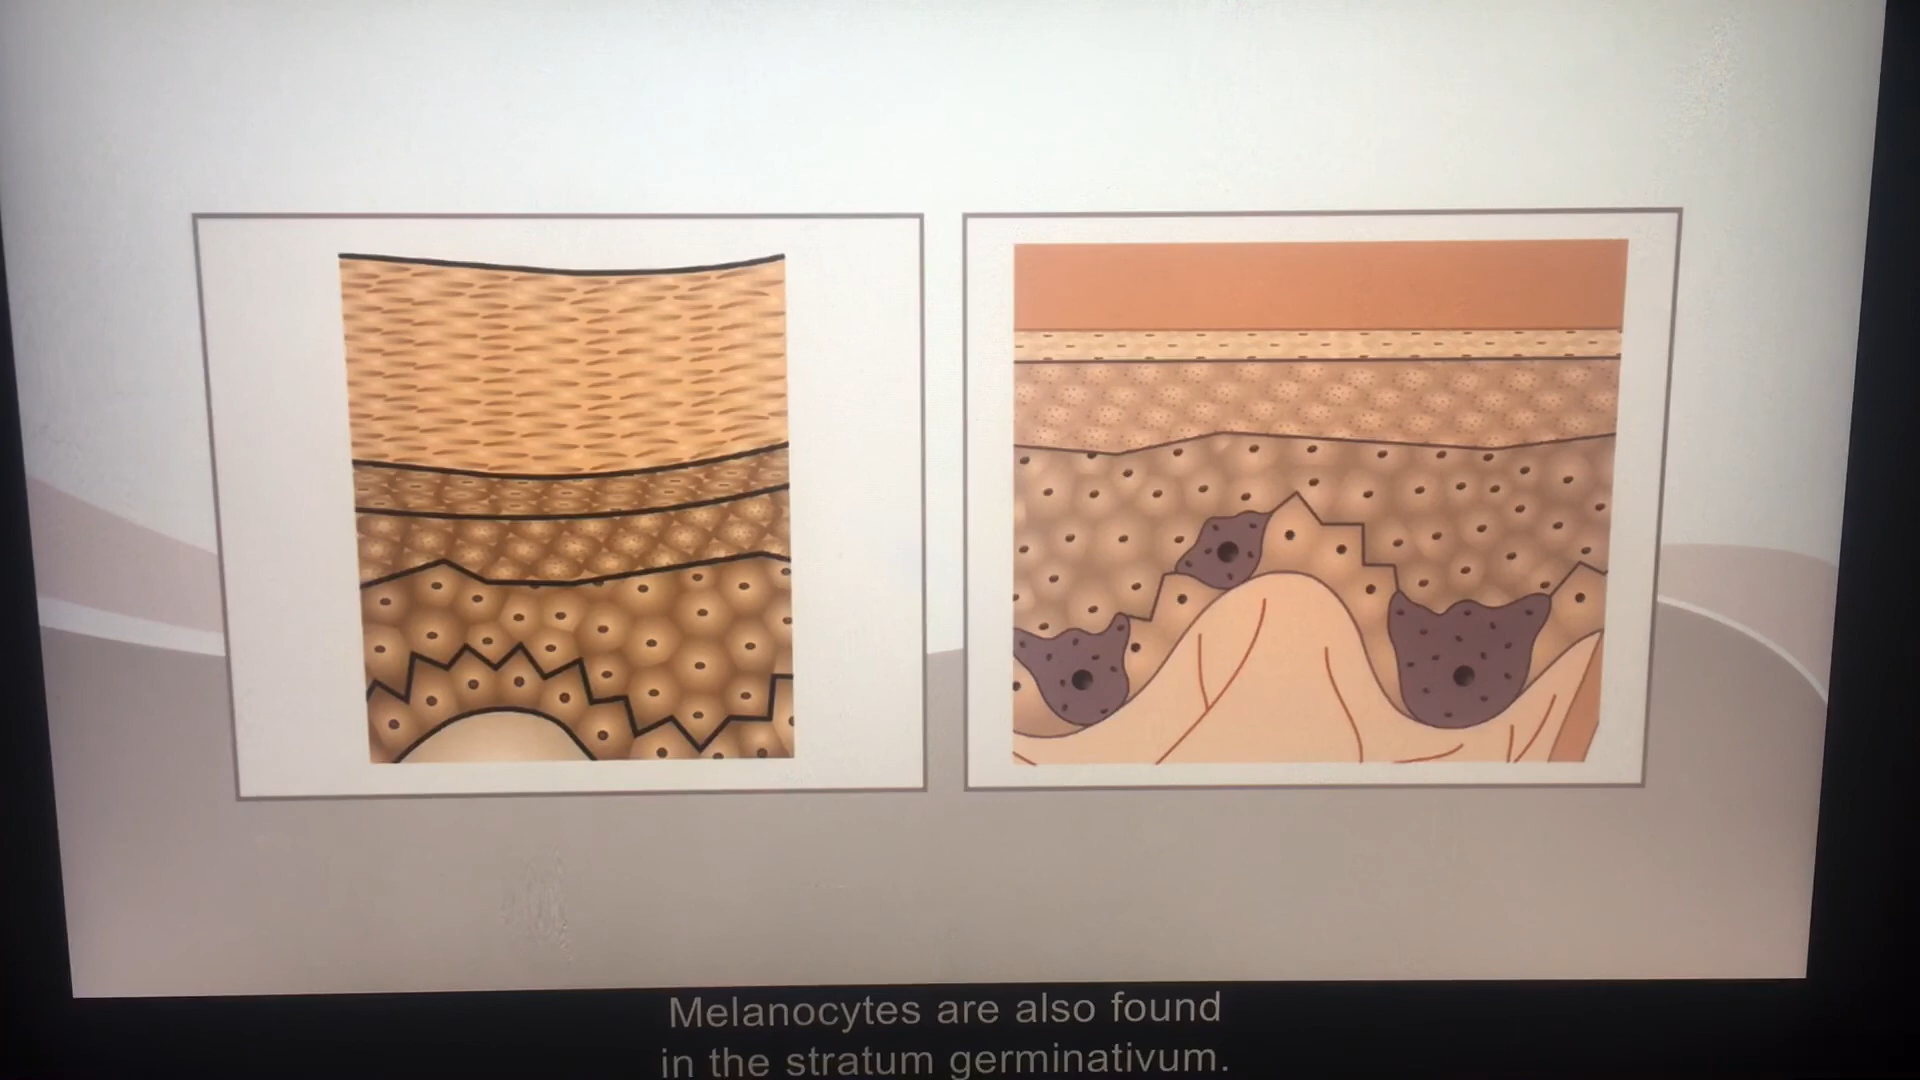 Melanocytes are also found
in the stratum germinativum.